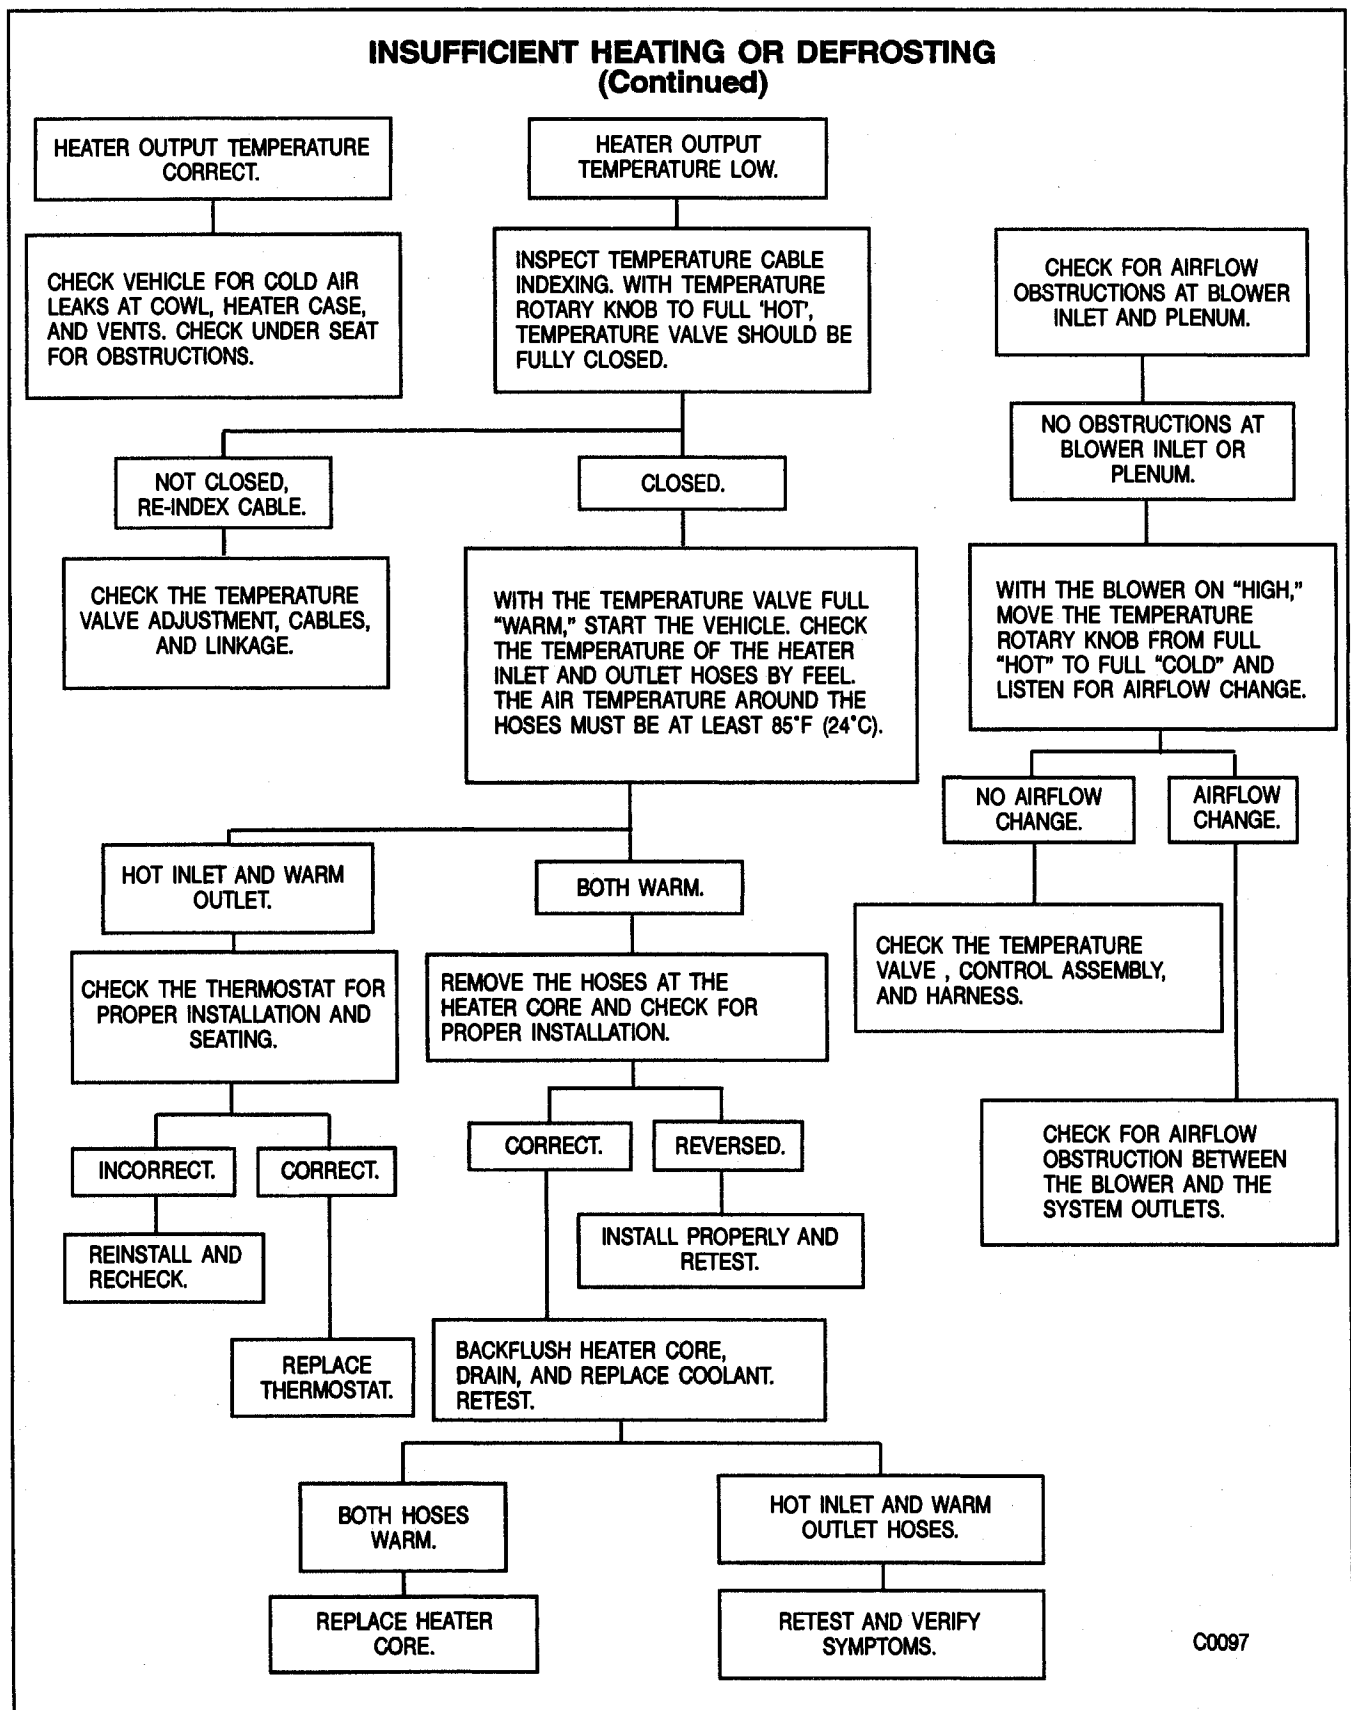 INSUFFICIENT HEATING OR DEFROSTING
(Continued)
HEATER OUTPUT TEMPERATURE
CORRECT.
CHECK VEHICLE FOR COLD AIR
LEAKS AT COWL, HEATER CASE,
AND VENTS. CHECK UNDER SEAT
FOR OBSTRUCTIONS.
HEATER OUTPUT
TEMPERATURE LOW.
INSPECT TEMPERATURE CABLE
INDEXING. WITH TEMPERATURE
ROTARY KNOB TO FULL 'HOT',
TEMPERATURE VALVE SHOULD BE
FULLY CLOSED.
NOT CLOSED,
RE-INDEX CABLE.
CHECK THE TEMPERATURE
VALVE ADJUSTMENT, CABLES,
AND LINKAGE.
CLOSED.
WITH THE TEMPERATURE VALVE FULL
“WARM,” START THE VEHICLE. CHECK
THE TEMPERATURE OF THE HEATER
INLET AND OUTLET HOSES BY FEEL.
THE AIR TEMPERATURE AROUND THE
HOSES MUST BE AT LEAST 85°F (24°C).
HOT INLET AND WARM
OUTLET.
CHECK THE THERMOSTAT FOR
PROPER INSTALLATION AND
SEATING.
INCORRECT.
REINSTALL AND
RECHECK.
CORRECT.
REPLACE
THERMOSTAT.
BOTH WARM.
REMOVE THE HOSES AT THE
HEATER CORE AND CHECK FOR
PROPER INSTALLATION.
CORRECT.
REVERSED.
INSTALL PROPERLY AND
RETEST.
BACKFLUSH HEATER CORE,
DRAIN, AND REPLACE COOLANT.
RETEST.
BOTH HOSES
WARM.
REPLACE HEATER
CORE.
HOT INLET AND WARM
OUTLET HOSES.
RETEST AND VERIFY
SYMPTOMS.
CHECK FOR AIRFLOW
OBSTRUCTIONS AT BLOWER
INLET AND PLENUM.
NO OBSTRUCTIONS AT
BLOWER INLET OR
PLENUM.
WITH THE BLOWER ON “HIGH,”
MOVE THE TEMPERATURE
ROTARY KNOB FROM FULL
“HOT” TO FULL “COLD” AND
LISTEN FOR AIRFLOW CHANGE.
NO AIRFLOW
CHANGE.
CHECK THE TEMPERATURE
VALVE , CONTROL ASSEMBLY,
AND HARNESS.
AIRFLOW
CHANGE.
CHECK FOR AIRFLOW
OBSTRUCTION BETWEEN
THE BLOWER AND THE
SYSTEM OUTLETS.
C0097